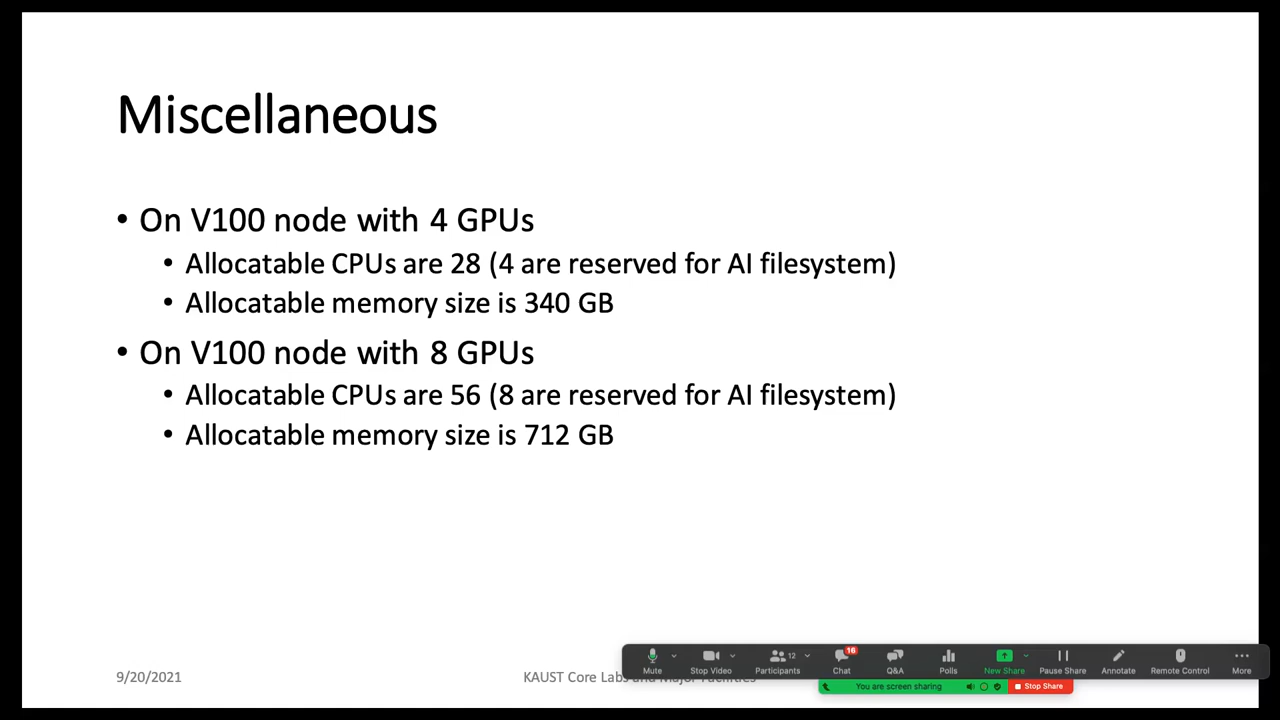 Miscellaneous
• On V100 node with 4 GPUs
• Allocatable CPUs are 28 (4 are reserved for AI filesystem)
• Allocatable memory size is 340 GB
• On V100 node with 8 GPUs
• Allocatable CPUs are 56 (8 are reserved for AI filesystem)
• Allocatable memory size is 712 GB
9/20/2021
KAUST Core Labs and Major Facilities
12
16
Mute
Stop Video
Participants
Chat
Q&A
Polls
New Share
Pause Share
Annotate
Remote Control
More
You are screen sharing
Stop Share